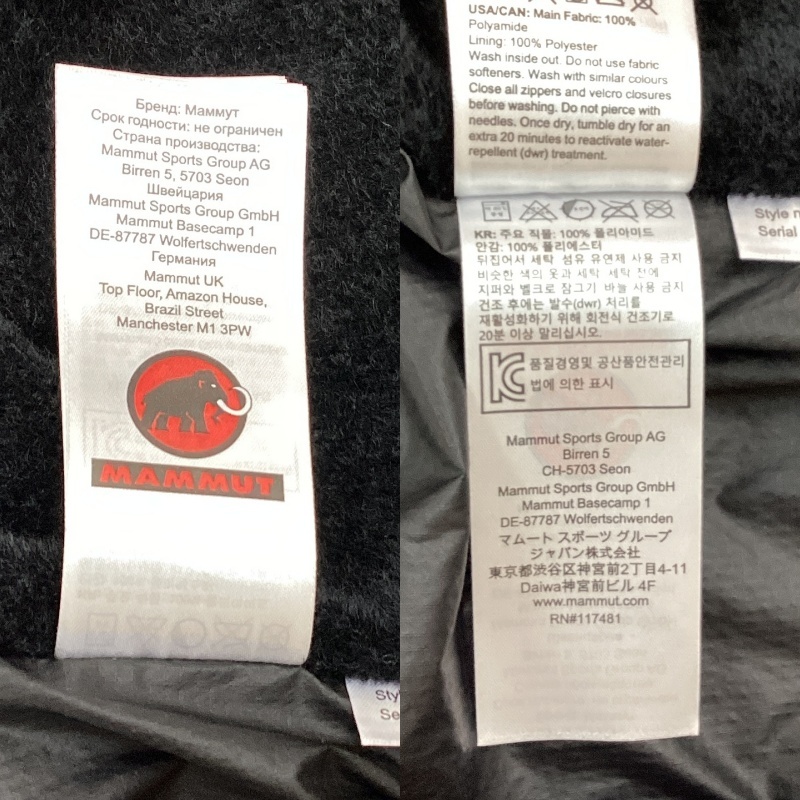 Бренд: Маммут
Срок годности: не ограничен
Страна производства:
Mammut Sports Group AG
Birren 5, 5703 Seon
Швейцария
Mammut Sports Group GmbH
Mammut Basecamp 1
DE-87787 Wolfertschwenden
Германия
Mammut UK
Top Floor, Amazon House,
Brazil Street
Manchester M1 3PW
MAMMUT
USA/CAN: Main Fabric: 100%
Polyamide
Lining: 100% Polyester
Wash inside out. Do not use fabric
softeners. Wash with similar colours
Close all zippers and velcro closures
before washing. Do not pierce with
needles. Once dry, tumble dry for an
extra 20 minutes to reactivate water-
repellent (dwr) treatment.
KR: 주요 직물: 100% 폴리아미드
안감: 100% 폴리에스터
뒤집어서 세탁 섬유 유연제 사용 금지
비슷한 색의 옷과 세탁 세탁 전에
지퍼와 벨크로 잠그기 바늘 사용 금지
건조 후에는 발수(dwr) 처리를
재활성화하기 위해 회전식 건조기로
20분 이상 말리십시오.
품질경영및 공산품안전관리
법에 의한 표시
Mammut Sports Group AG
Birren 5
CH-5703 Seon
Mammut Sports Group GmbH
Mammut Basecamp 1
DE-87787 Wolfertschwenden
マムート スポーツ グループ
ジャパン株式会社
東京都渋谷区神宮前2丁目4-11
Daiwa神宮前ビル 4F
www.mammut.com
RN#117481
Style
Serial